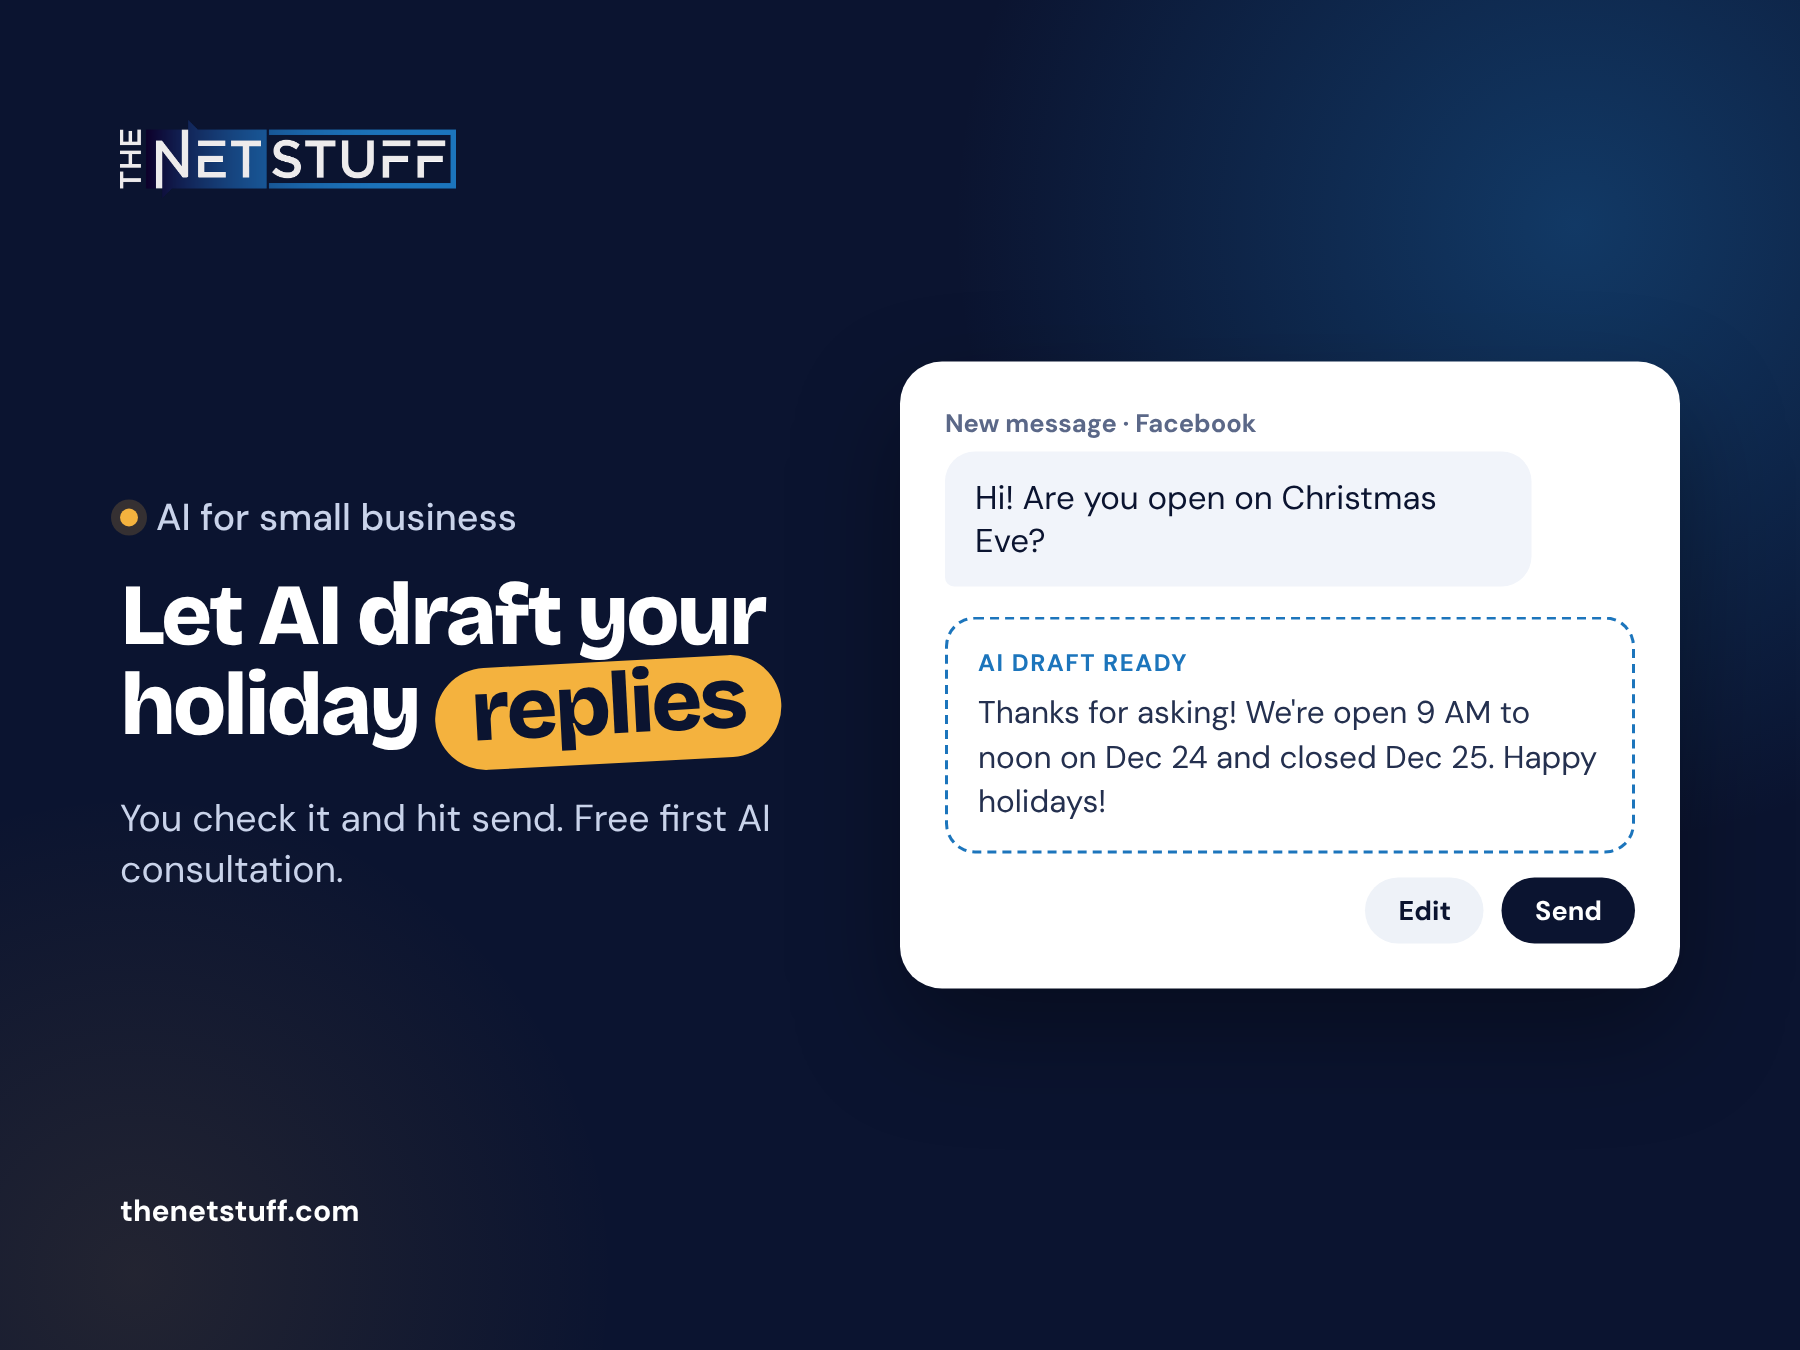 THE NETSTUFF
AI for small business
Let AI draft your
holiday replies
You check it and hit send. Free first AI
consultation.
thenetstuff.com
New message · Facebook
Hi! Are you open on Christmas
Eve?
AI DRAFT READY
Thanks for asking! We're open 9 AM to
noon on Dec 24 and closed Dec 25. Happy
holidays!
Edit
Send